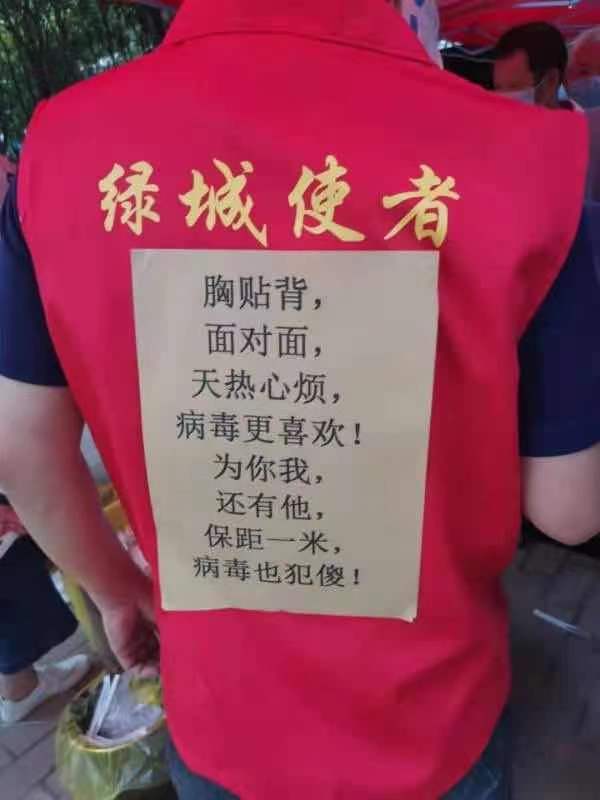 绿城使者
胸贴背，
面对面，
天热心烦，
病毒更喜欢！
为你我，
还有他，
保距一米，
病毒也犯傻！